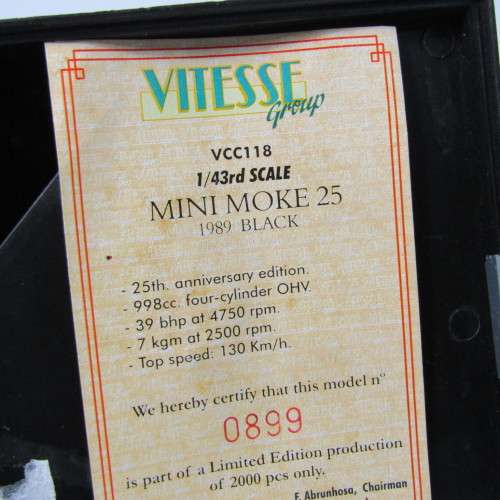 VITESSE
Group
VCC118
1/43rd SCALE
MINI MOKE 25
1989 BLACK
- 25th. anniversary edition.
- 998cc. four-cylinder OHV.
- 39 bhp at 4750 rpm.
- 7 kgm at 2500 rpm.
- Top speed: 130 Km/h.
We hereby certify that this model nº
0899
is part of a Limited Edition production
of 2000 pcs only.
F. Abrunhosa, Chairman